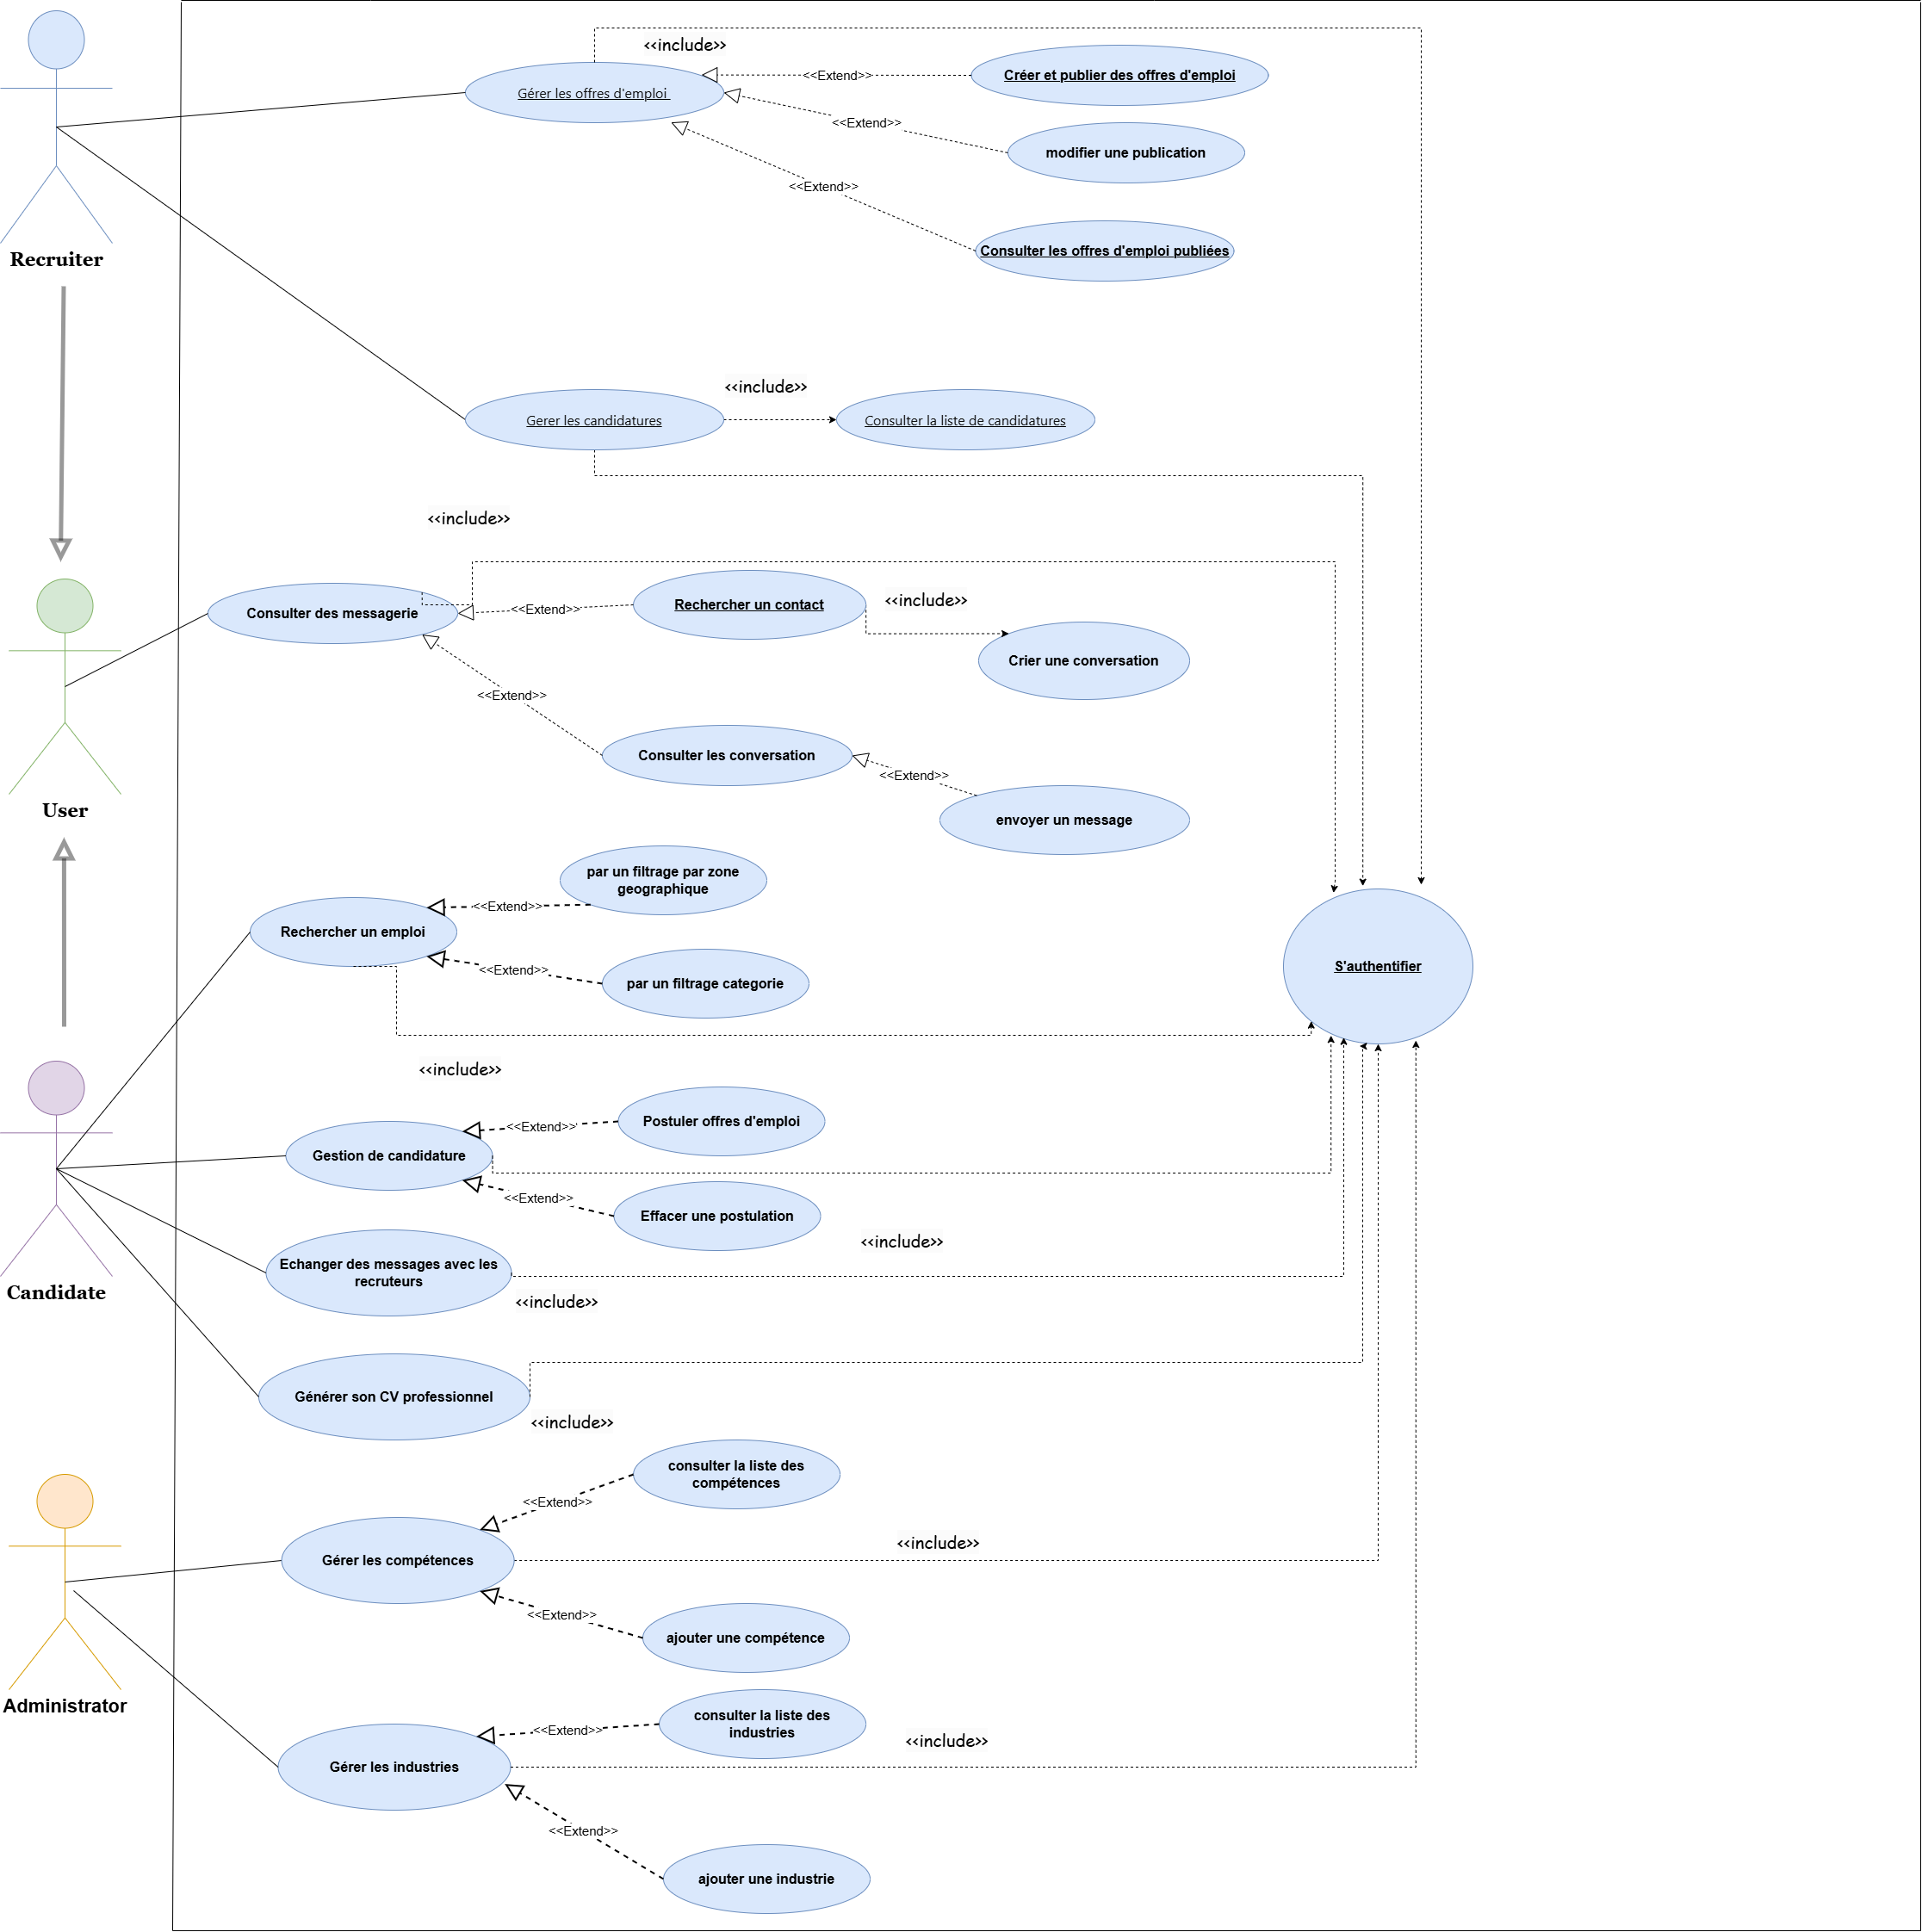 <<include>>
<<Extend>>
Créer et publier des offres d'emploi
Gérer les offres d'emploi
<<Extend>>
modifier une publication
<<Extend>>
Consulter les offres d'emploi publiées
Recruiter
<<include>>
Gerer les candidatures
Consulter la liste de candidatures
<<include>>
Consulter des messagerie
<<Extend>>
Rechercher un contact
<<include>>
Crier une conversation
<<Extend>>
Consulter les conversation
<<Extend>>
envoyer un message
User
par un filtrage par zone
geographique
<<Extend>>
Rechercher un emploi
<<Extend>>
par un filtrage categorie
S'authentifier
<<include>>
Postuler offres d'emploi
<<Extend>>
Gestion de candidature
<<Extend>>
Effacer une postulation
<<include>>
Echanger des messages avec les
recruteurs
Candidate
<<include>>
Générer son CV professionnel
<<include>>
consulter la liste des
compétences
<<Extend>>
<<include>>
Gérer les compétences
<<Extend>>
ajouter une compétence
Administrator
consulter la liste des
industries
<<Extend>>
<<include>>
Gérer les industries
<<Extend>>
ajouter une industrie